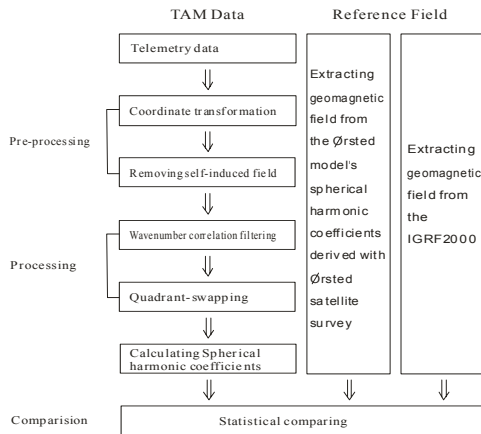 TAM Data
Reference Field
Telemetry data
Pre-processing
Coordinate transformation
Removing self-induced field
Processing
Wavenumber correlation filtering
Quadrant-swapping
Calculating Spherical
harmonic coefficients
Extracting
geomagnetic
field from
the Ørsted
model's
spherical
harmonic
coefficients
derived with
Ørsted
satellite
survey
Extracting
geomagnetic
field from
the
IGRF2000
Comparision
Statistical comparing